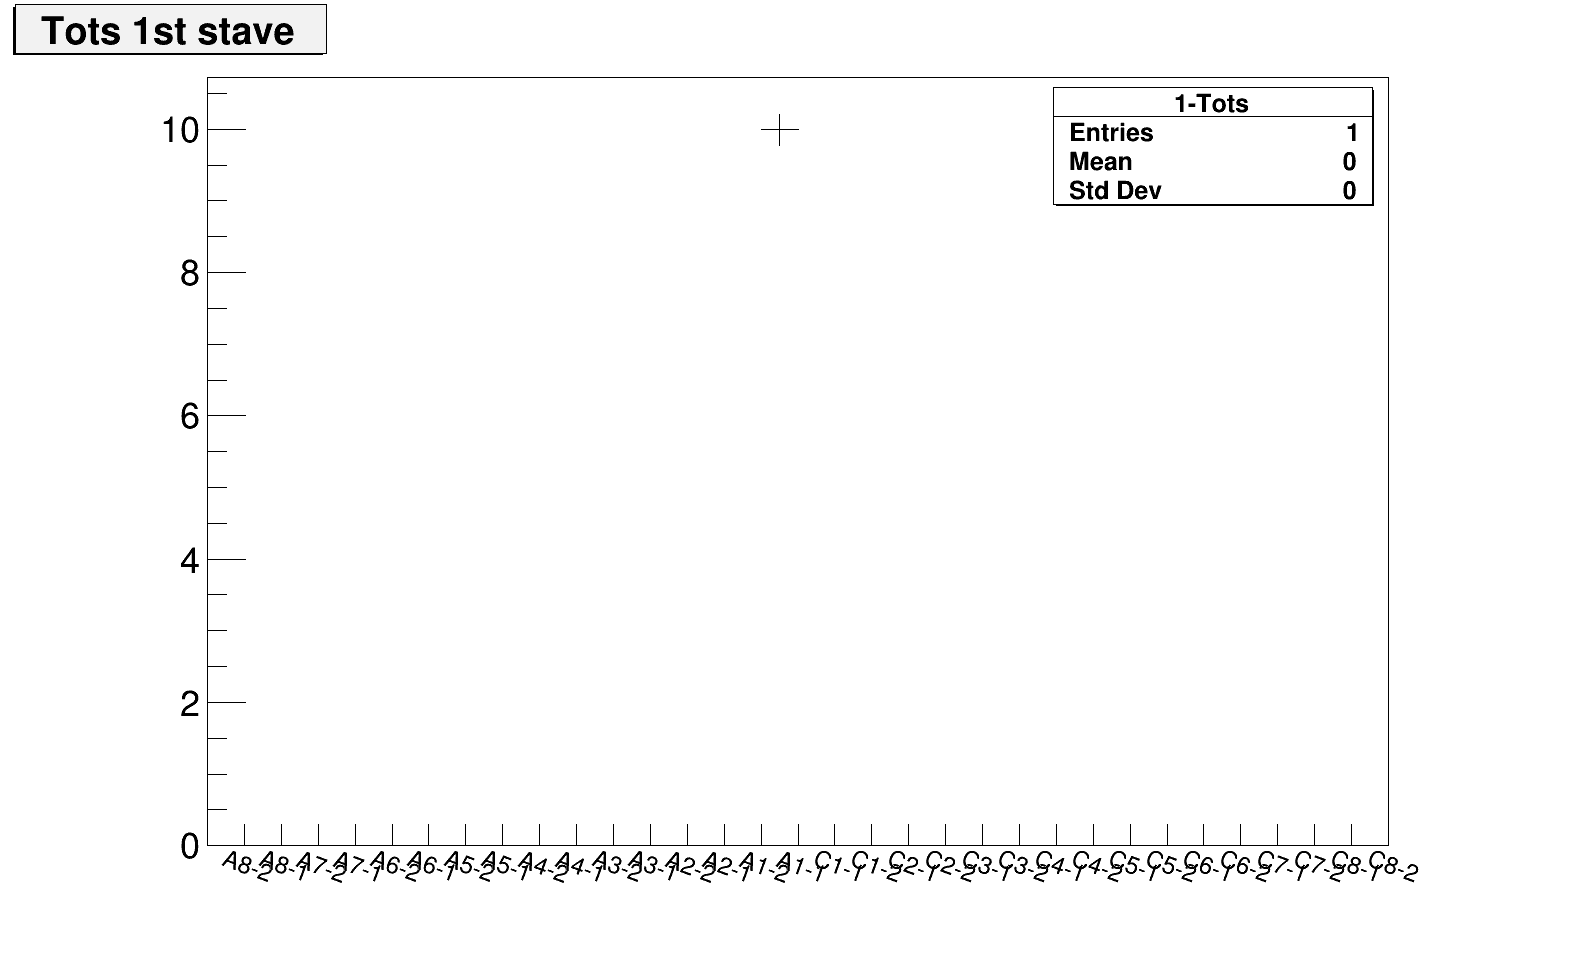 Tots 1st stave
1-Tots
Entries 1
Mean 0
Std Dev 0
10
8
6
4
2
0
A8-2 A8-1 A7-2 A7-1 A6-2 A6-1 A5-2 A5-1 A4-2 A4-1 A3-2 A3-1 A2-2 A2-1 A1-2 A1-1 C1-1 C1-2 C2-1 C2-2 C3-1 C3-2 C4-1 C4-2 C5-1 C5-2 C6-1 C6-2 C7-1 C7-2 C8-1 C8-2